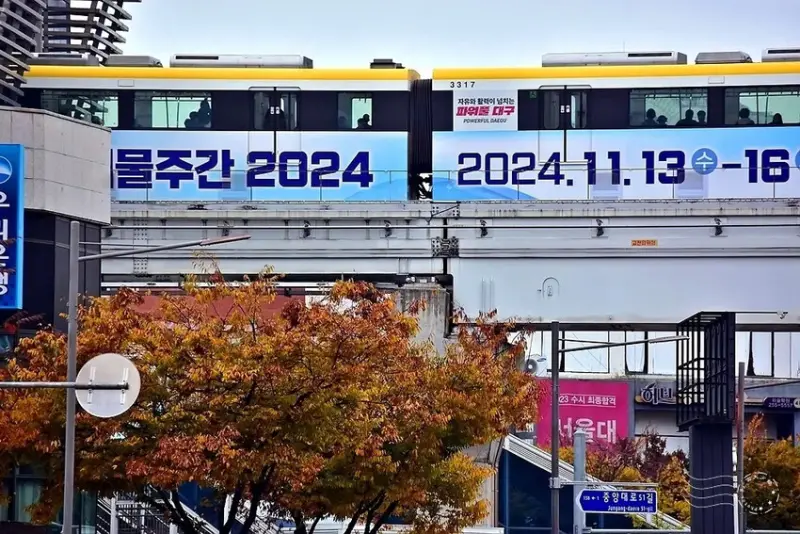 3317
자유와 활력이 넘치는
파워풀 대구
POWERFUL DAEGU
물주간 2024
2024. 11. 13 수 - 16
2023 수시 최종합격
서울대
중앙대로51길
Jungang-daero 51-gil